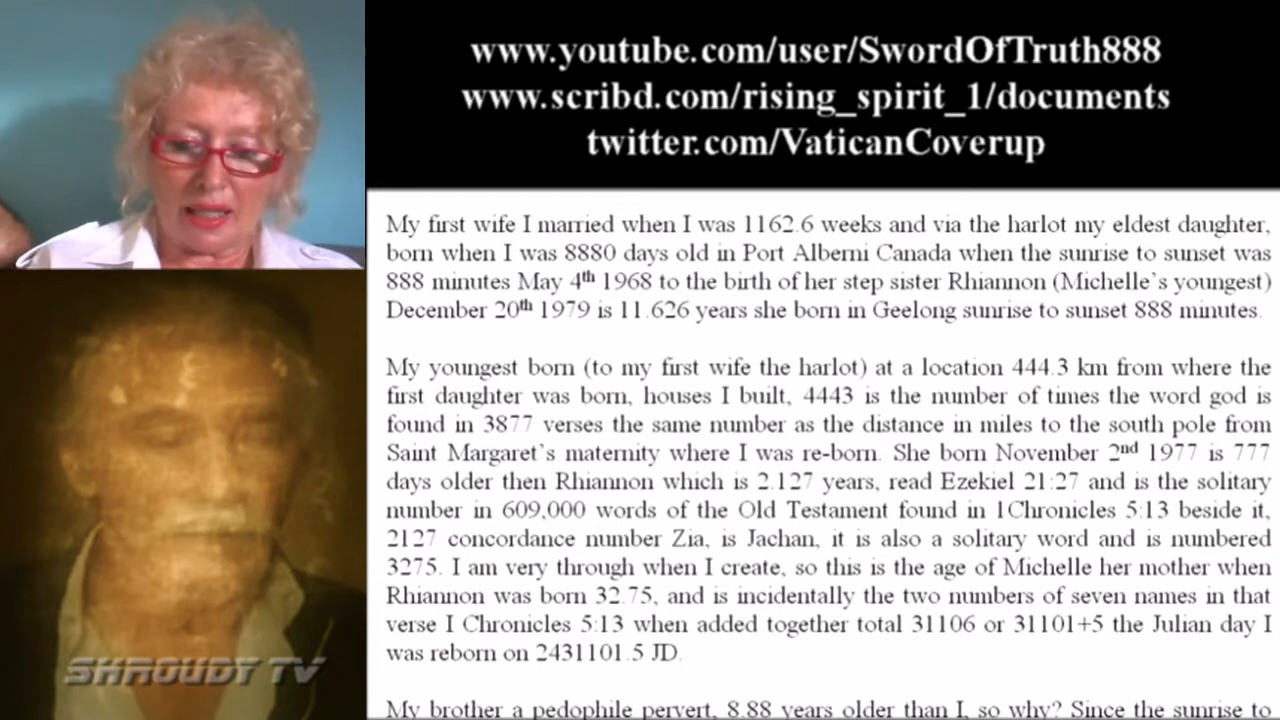 www.youtube.com/user/SwordOfTruth888
www.scribd.com/rising_spirit_1/documents
twitter.com/VaticanCoverup
My first wife I married when I was 1162.6 weeks and via the harlot my eldest daughter,
born when I was 8880 days old in Port Alberni Canada when the sunrise to sunset was
888 minutes May 4th 1968 to the birth of her step sister Rhiannon (Michelle`s youngest)
December 20th 1979 is 11.626 years she born in Geelong sunrise to sunset 888 minutes.
My youngest born (to my first wife the harlot) at a location 444.3 km from where the
first daughter was born, houses I built, 4443 is the number of times the word god is
found in 3877 verses the same number as the distance in miles to the south pole from
Saint Margaret`s maternity where I was re-born. She born November 2nd 1977 is 777
days older then Rhiannon which is 2.127 years, read Ezekiel 21:27 and is the solitary
number in 609,000 words of the Old Testament found in 1Chronicles 5:13 beside it,
2127 concordance number Zia, is Jachan, it is also a solitary word and is numbered
3275. I am very through when I create, so this is the age of Michelle her mother when
Rhiannon was born 32.75, and is incidentally the two numbers of seven names in that
verse I Chronicles 5:13 when added together total 31106 or 31101+5 the Julian day I
was reborn on 2431101.5 JD.
My brother a pedophile pervert, 8.88 years older than I, so why? Since the sunrise to
SHROUDY TV